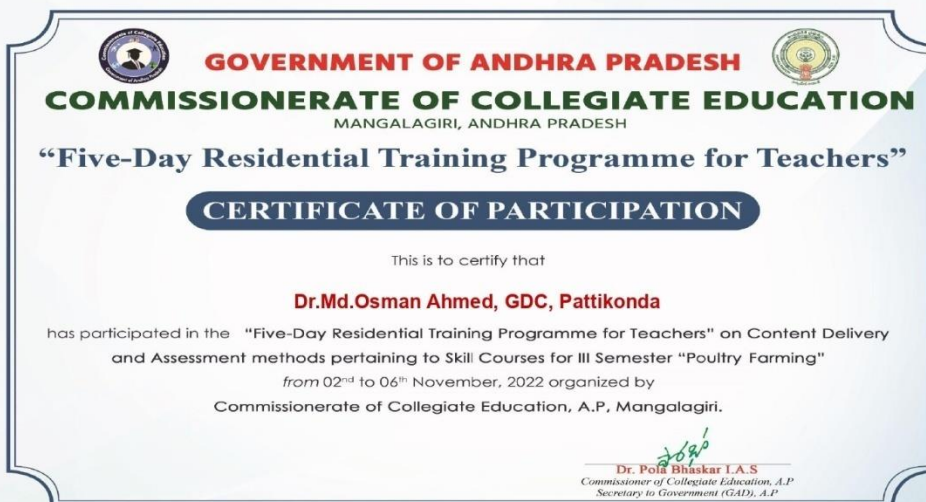 GOVERNMENT OF ANDHRA PRADESH
COMMISSIONERATE OF COLLEGIATE EDUCATION
MANGALAGIRI, ANDHRA PRADESH
“Five-Day Residential Training Programme for Teachers”
CERTIFICATE OF PARTICIPATION
This is to certify that
Dr.Md.Osman Ahmed, GDC, Pattikonda
has participated in the “Five-Day Residential Training Programme for Teachers” on Content Delivery
and Assessment methods pertaining to Skill Courses for III Semester “Poultry Farming”
from 02nd to 06th November, 2022 organized by
Commissionerate of Collegiate Education, A.P, Mangalagiri.
Dr. Pola Bhaskar I.A.S
Commissioner of Collegiate Education, A.P
Secretary to Government (GAD), A.P